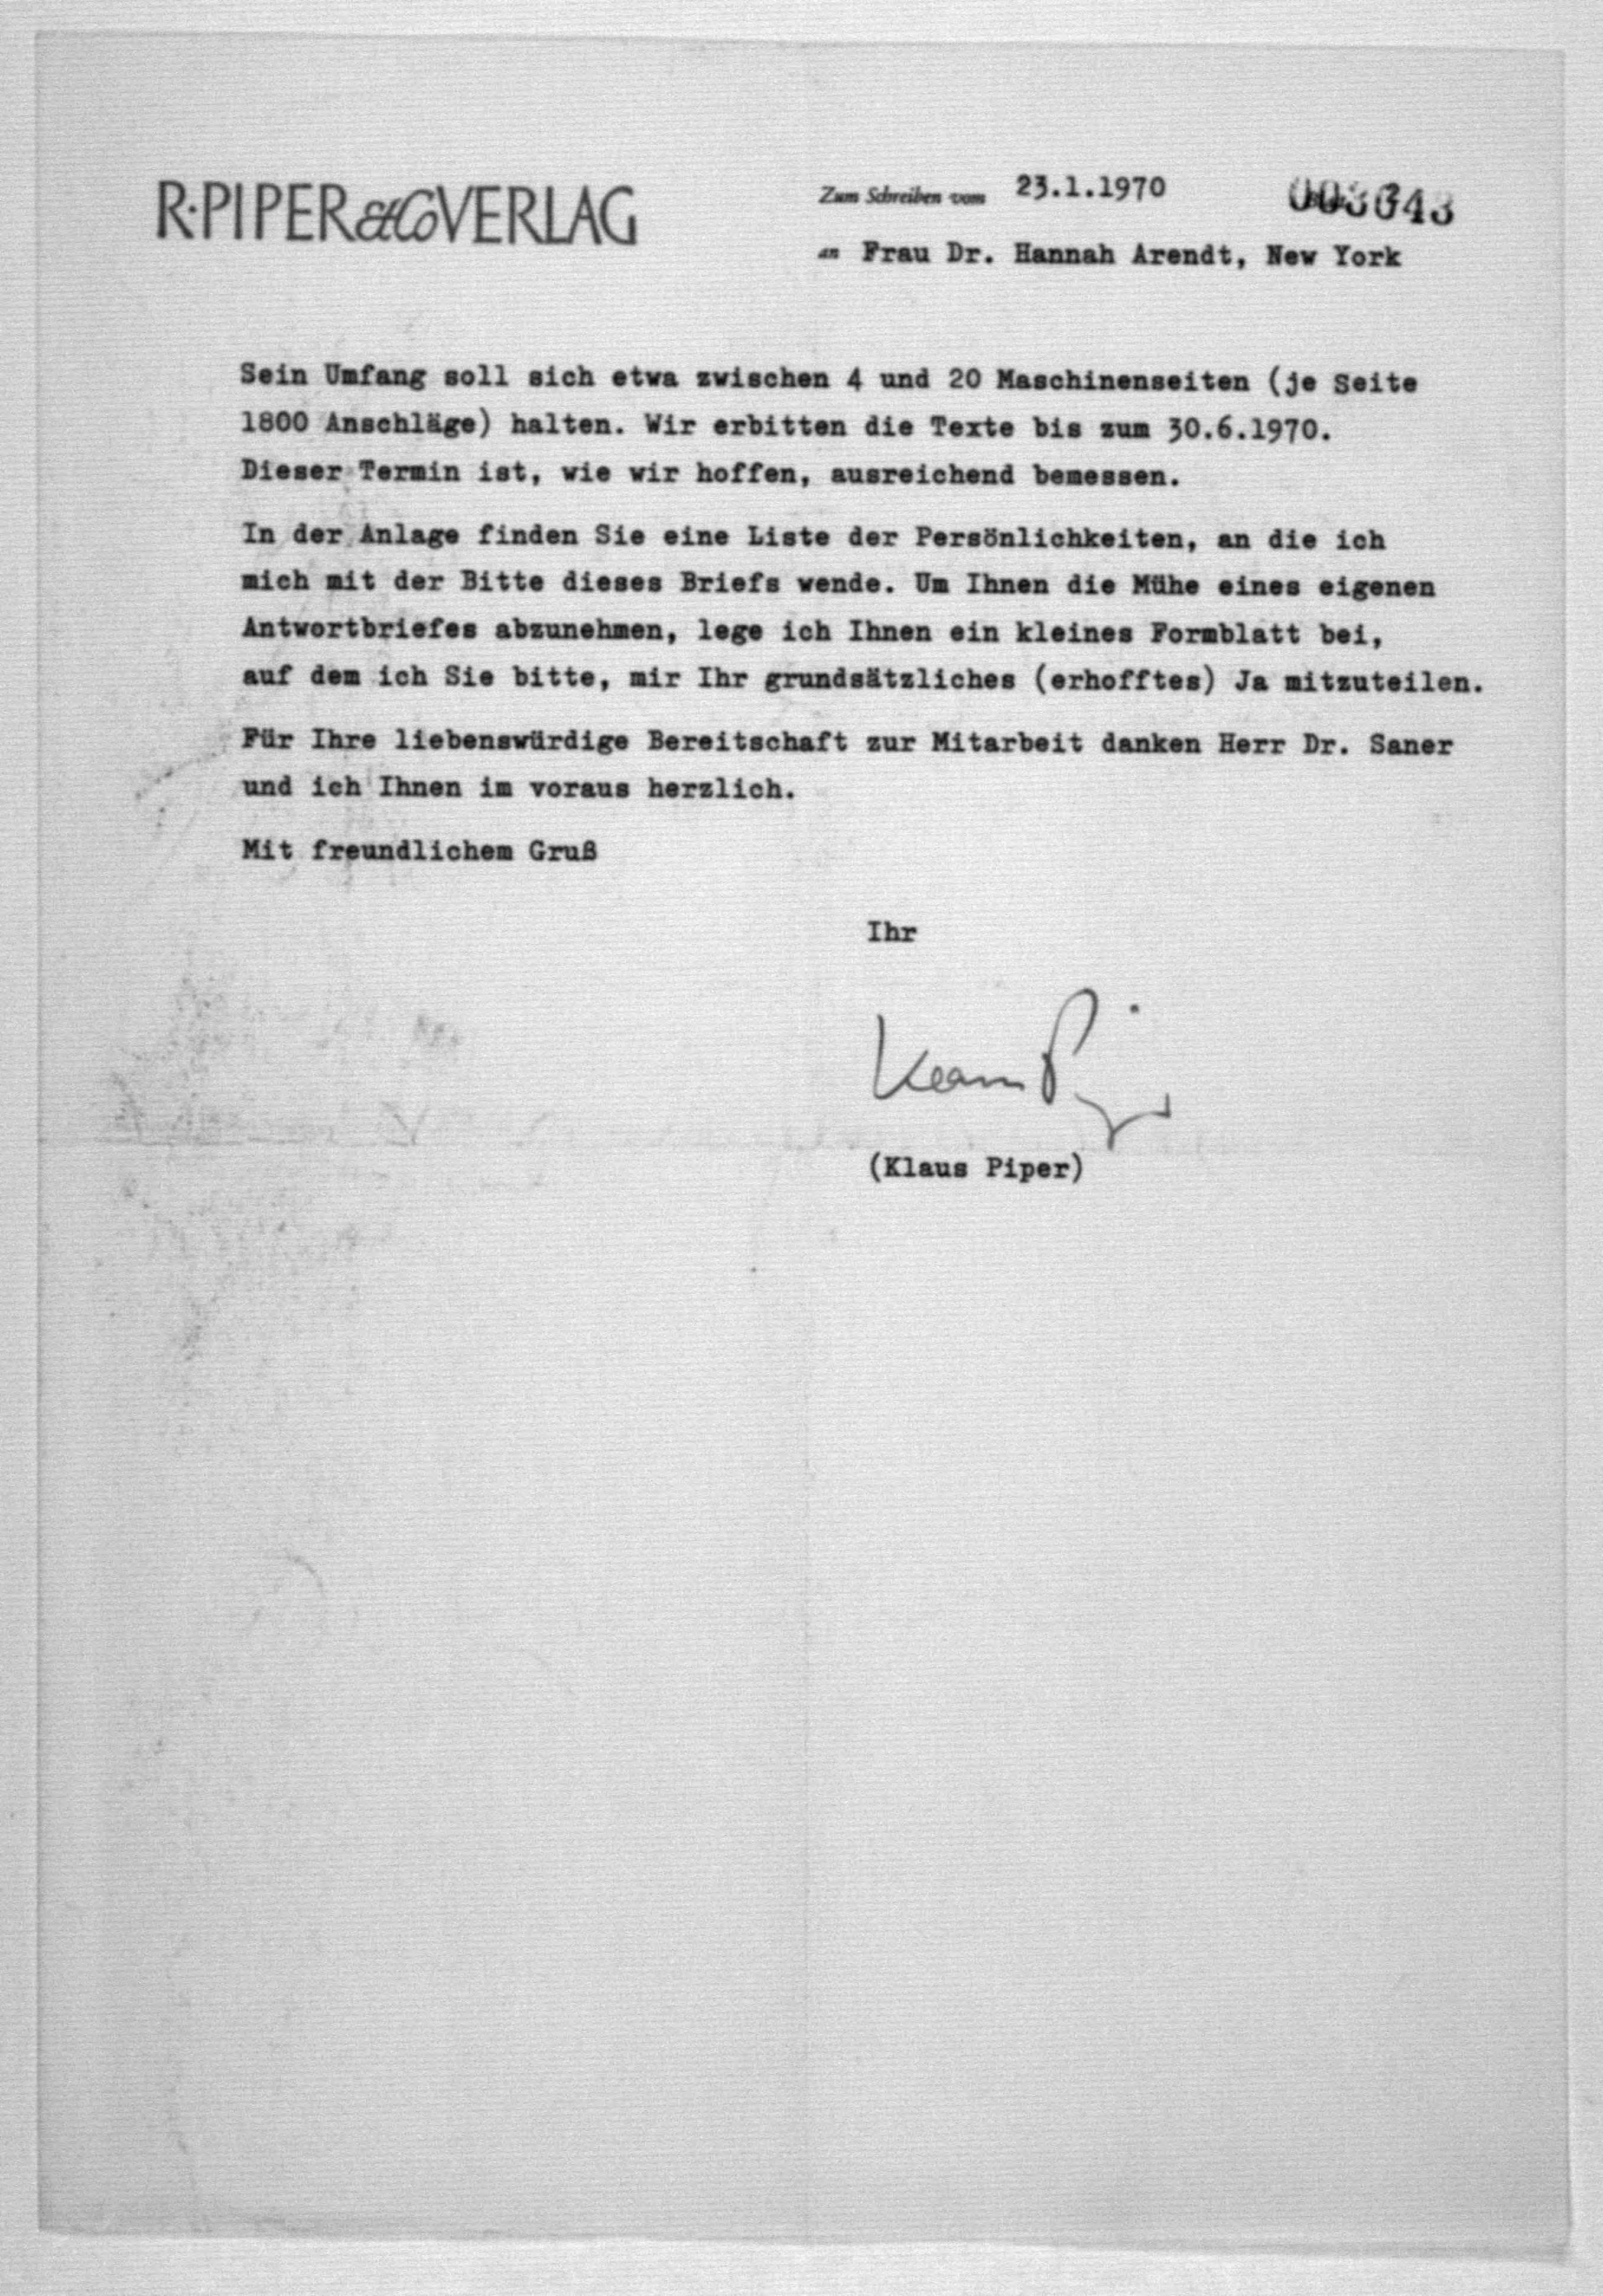 R·PIPER & Co VERLAG
Zum Schreiben vom 23.1.1970
an Frau Dr. Hannah Arendt, New York
Sein Umfang soll sich etwa zwischen 4 und 20 Maschinenseiten (je Seite
1800 Anschläge) halten. Wir erbitten die Texte bis zum 30.6.1970.
Dieser Termin ist, wie wir hoffen, ausreichend bemessen.
In der Anlage finden Sie eine Liste der Persönlichkeiten, an die ich
mich mit der Bitte dieses Briefs wende. Um Ihnen die Mühe eines eigenen
Antwortbriefes abzunehmen, lege ich Ihnen ein kleines Formblatt bei,
auf dem ich Sie bitte, mir Ihr grundsätzliches (erhofftes) Ja mitzuteilen.
Für Ihre liebenswürdige Bereitschaft zur Mitarbeit danken Herr Dr. Saner
und ich Ihnen im voraus herzlich.
Mit freundlichem Gruß
Ihr
Klaus Piper
(Klaus Piper)